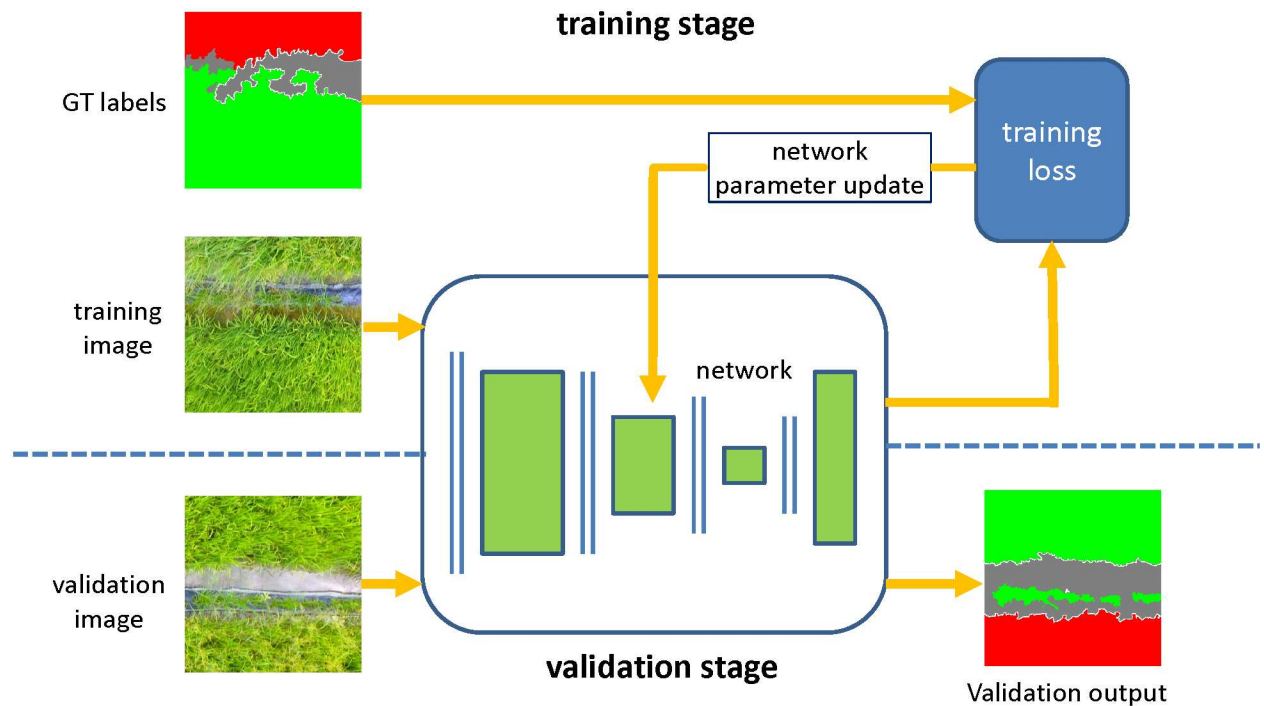 training stage
GT labels
training
loss
network
parameter update
training
image
network
validation
image
validation stage
Validation output